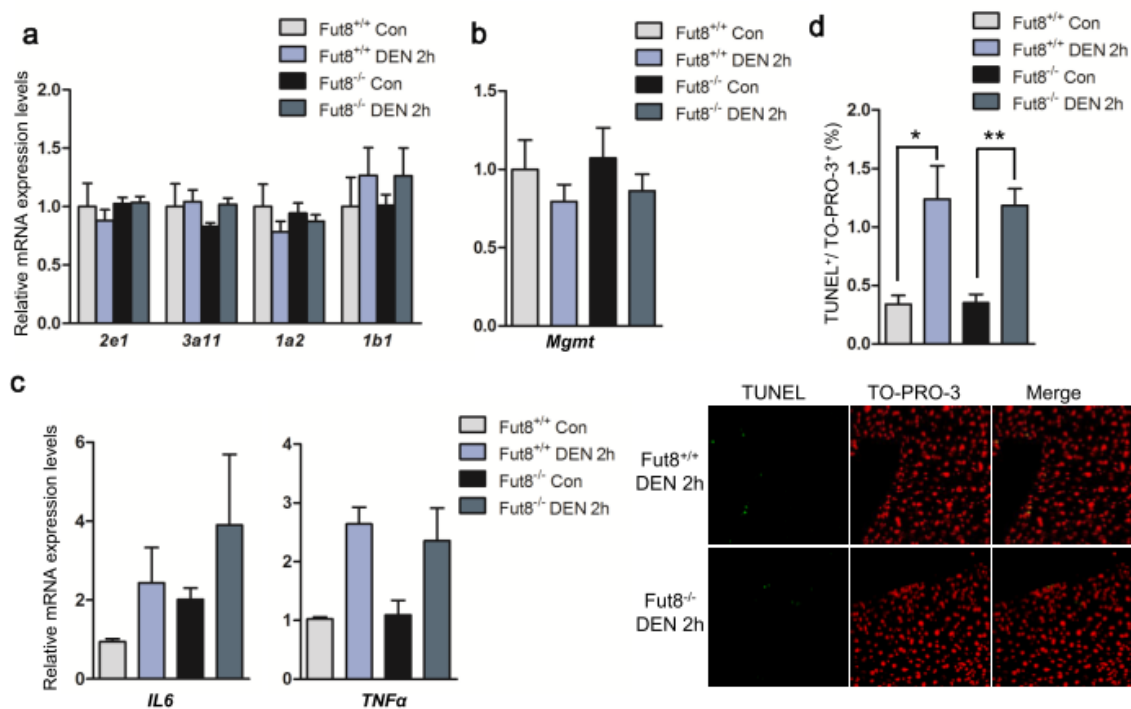 a
Fut8+/+ Con
Fut8+/+ DEN 2h
Fut8-/- Con
Fut8-/- DEN 2h
Relative mRNA expression levels
2.0
1.5
1.0
0.5
0.0
2e1 3a11 1a2 1b1
b
Fut8+/+ Con
Fut8+/+ DEN 2h
Fut8-/- Con
Fut8-/- DEN 2h
1.5
1.0
0.5
0.0
Mgmt
d
Fut8+/+ Con
Fut8+/+ DEN 2h
Fut8-/- Con
Fut8-/- DEN 2h
TUNEL+/ TO-PRO-3+ (%)
2.0
1.5
1.0
0.5
0.0
* **
c
Fut8+/+ Con
Fut8+/+ DEN 2h
Fut8-/- Con
Fut8-/- DEN 2h
Relative mRNA expression levels
6
4
2
0
IL6
4
3
2
1
0
TNFα
TUNEL TO-PRO-3 Merge
Fut8+/+
DEN 2h
Fut8-/-
DEN 2h